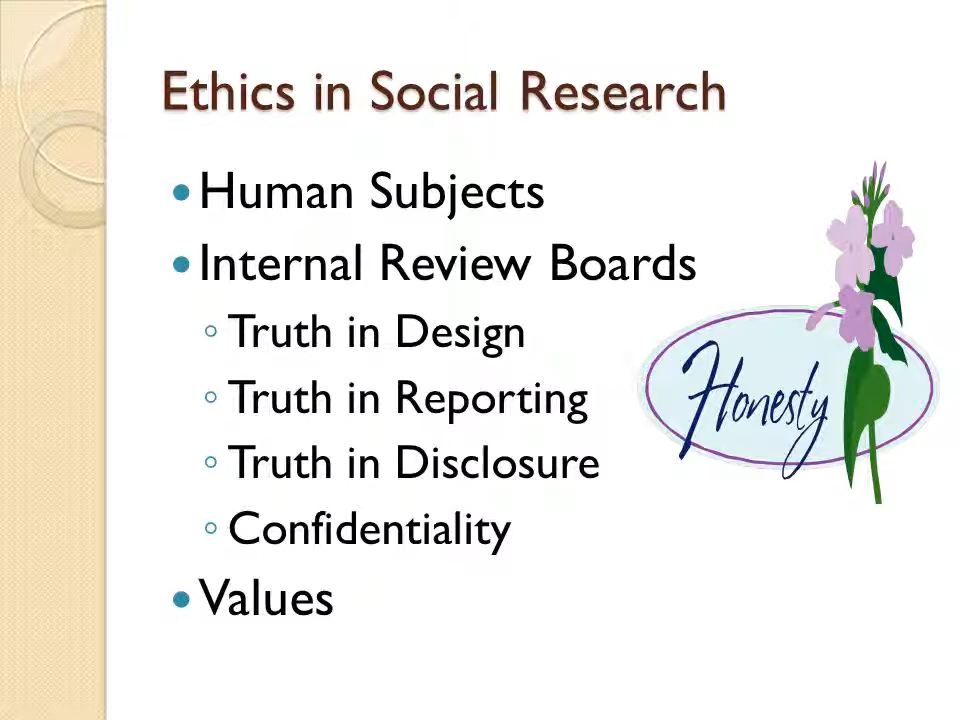 Ethics in Social Research
Human Subjects
Internal Review Boards
Truth in Design
Truth in Reporting
Truth in Disclosure
Confidentiality
Values
Honesty